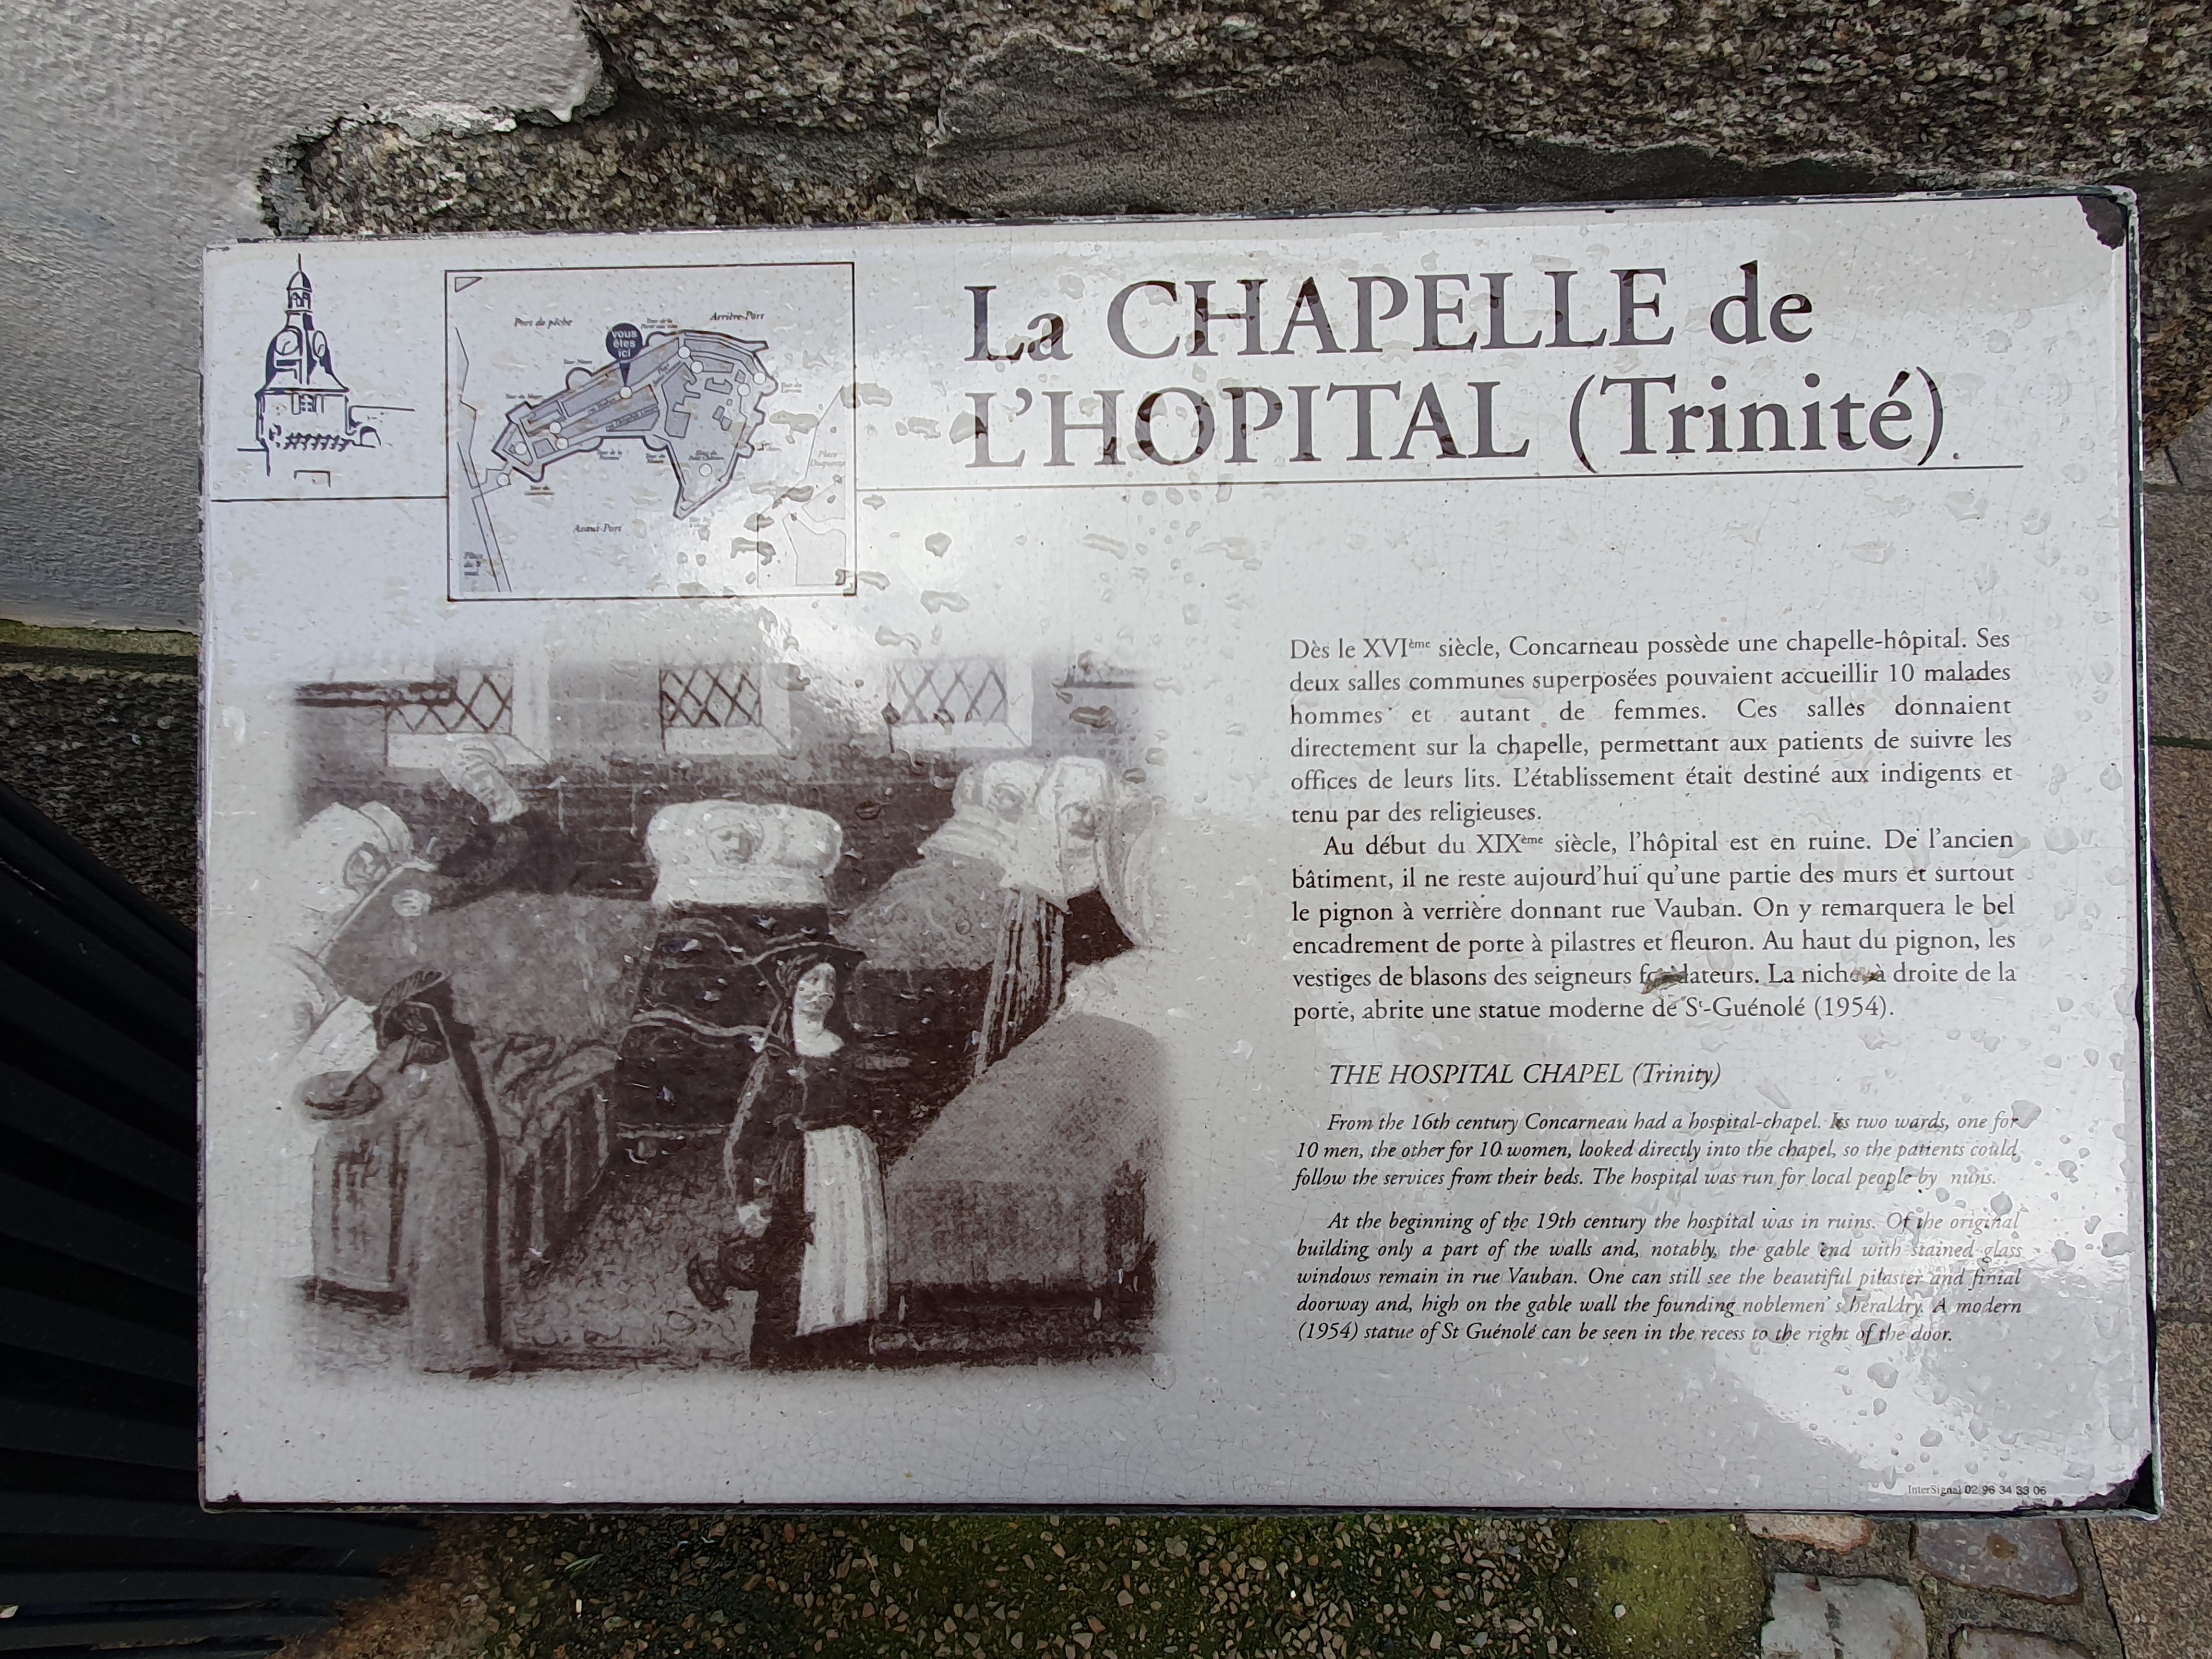 La CHAPELLE de
L'HOPITAL (Trinité)
Port de pêche
Arrière-Port
vous
êtes
ici
Avant-Port
Place
Dès le XVIème siècle, Concarneau possède une chapelle-hôpital. Ses
deux salles communes superposées pouvaient accueillir 10 malades
hommes et autant de femmes. Ces salles donnaient
directement sur la chapelle, permettant aux patients de suivre les
offices de leurs lits. L'établissement était destiné aux indigents et
tenu par des religieuses.
Au début du XIXème siècle, l'hôpital est en ruine. De l'ancien
bâtiment, il ne reste aujourd'hui qu'une partie des murs et surtout
le pignon à verrière donnant rue Vauban. On y remarquera le bel
encadrement de porte à pilastres et fleuron. Au haut du pignon, les
vestiges de blasons des seigneurs fondateurs. La niche, à droite de la
porte, abrite une statue moderne de St-Guénolé (1954).
THE HOSPITAL CHAPEL (Trinity)
From the 16th century Concarneau had a hospital-chapel. Its two wards, one for
10 men, the other for 10 women, looked directly into the chapel, so the patients could
follow the services from their beds. The hospital was run for local people by nuns.
At the beginning of the 19th century the hospital was in ruins. Of the original
building only a part of the walls and, notably, the gable end with stained-glass
windows remain in rue Vauban. One can still see the beautiful pilaster and finial
doorway and, high on the gable wall the founding noblemen's heraldry. A modern
(1954) statue of St Guénolé can be seen in the recess to the right of the door.
InterSignal 02 96 34 33 06